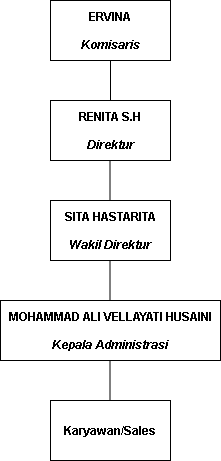 ERVINA
Komisaris
RENITA S.H
Direktur
SITA HASTARITA
Wakil Direktur
MOHAMMAD ALI VELLAYATI HUSAINI
Kepala Administrasi
Karyawan/Sales